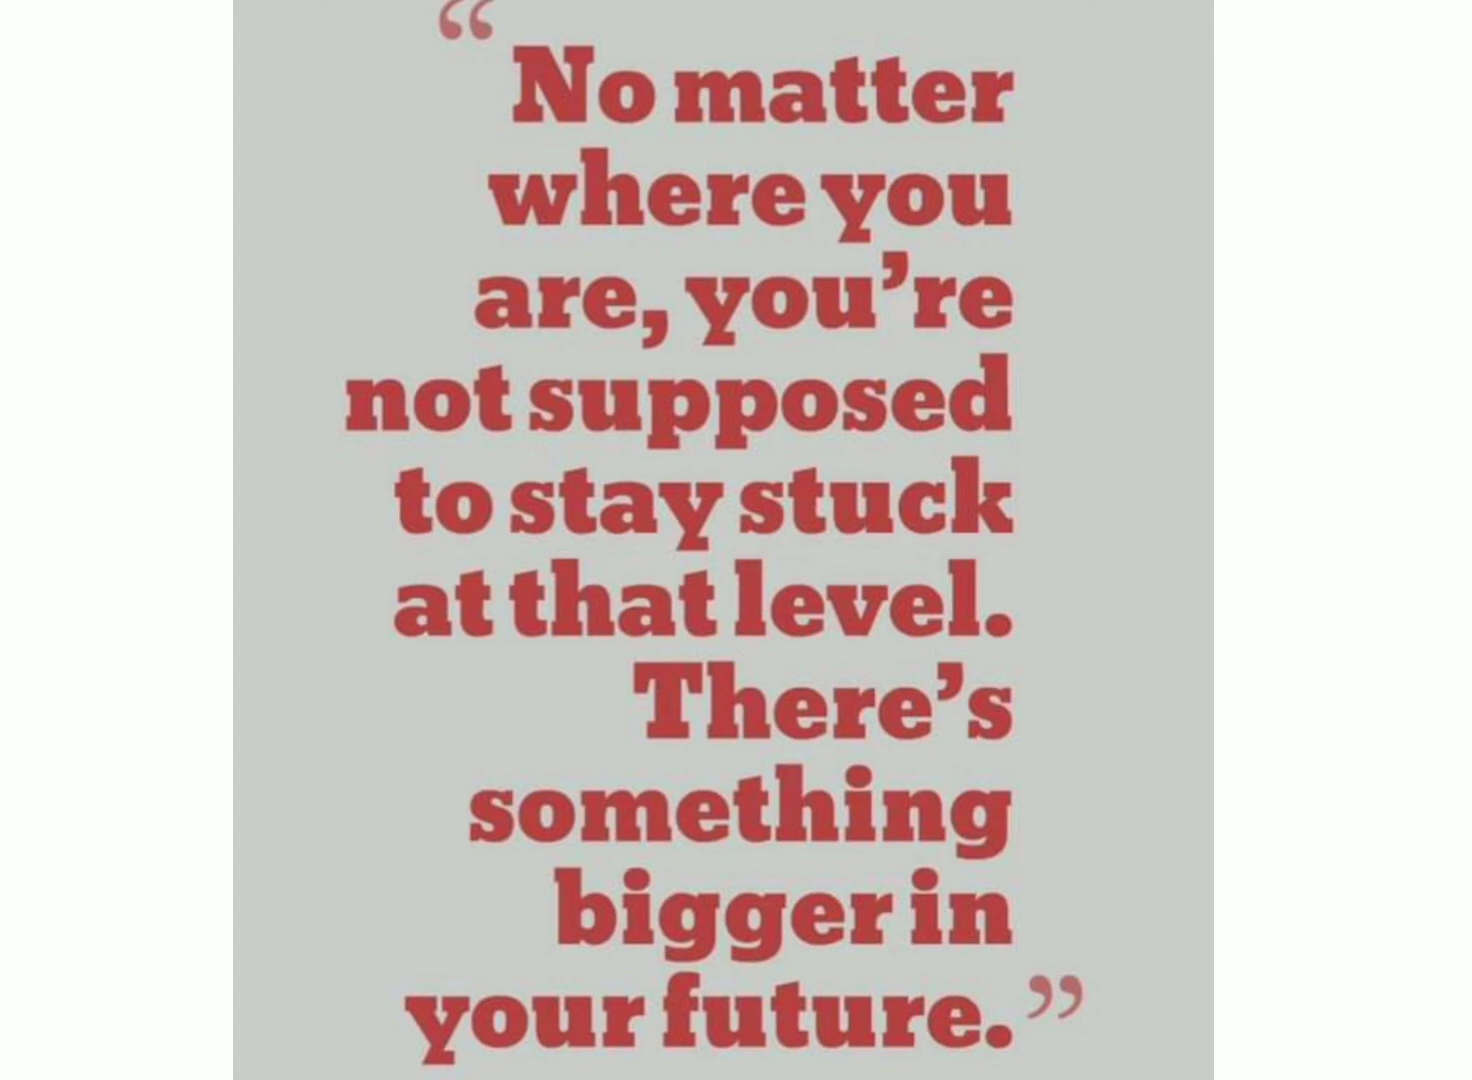 “No matter
where you
are, you’re
not supposed
to stay stuck
at that level.
There’s
something
bigger in
your future.”